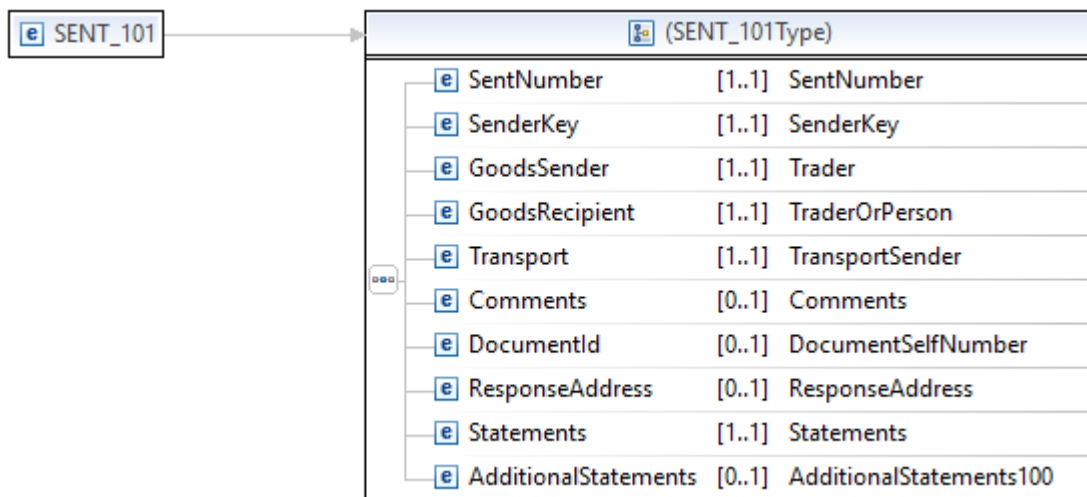 e SENT_101
(SENT_101Type)
e SentNumber [1..1] SentNumber
e SenderKey [1..1] SenderKey
e GoodsSender [1..1] Trader
e GoodsRecipient [1..1] TraderOrPerson
e Transport [1..1] TransportSender
e Comments [0..1] Comments
e DocumentId [0..1] DocumentSelfNumber
e ResponseAddress [0..1] ResponseAddress
e Statements [1..1] Statements
e AdditionalStatements [0..1] AdditionalStatements100